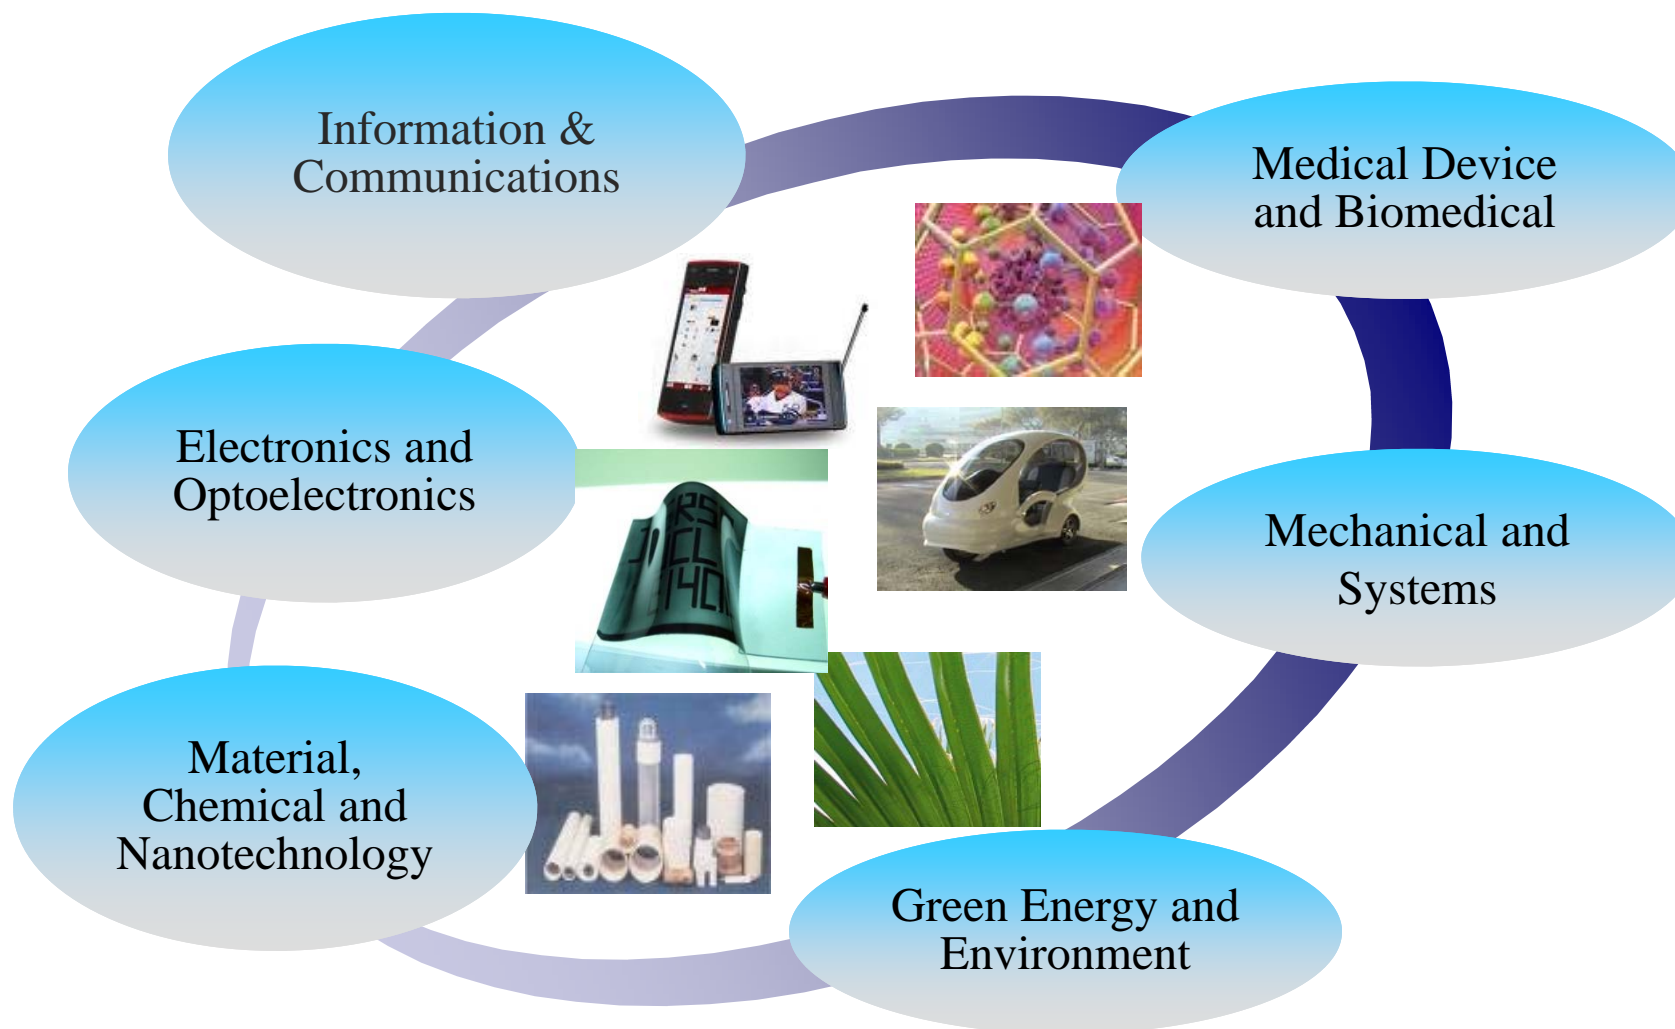 Information &
Communications
Medical Device
and Biomedical
Electronics and
Optoelectronics
Mechanical and
Systems
Material,
Chemical and
Nanotechnology
Green Energy and
Environment